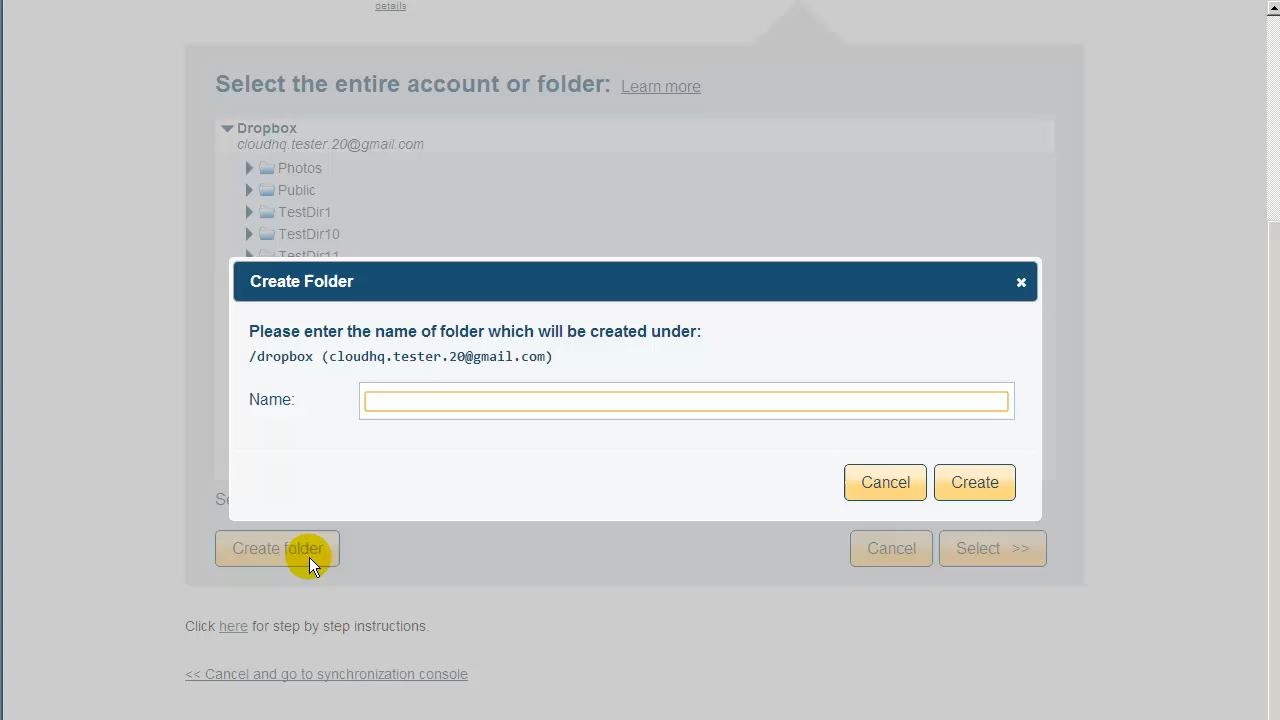 details
Select the entire account or folder: Learn more
Dropbox
cloudhq.tester.20@gmail.com
Photos
Public
TestDir1
TestDir10
TestDir11
Create Folder
Please enter the name of folder which will be created under:
/dropbox (cloudhq.tester.20@gmail.com)
Name:
Cancel Create
Create folder Cancel Select >>
Click here for step by step instructions.
<< Cancel and go to synchronization console